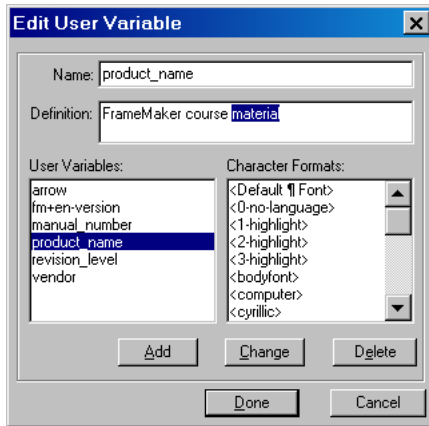 Edit User Variable
Name: product_name
Definition: FrameMaker course material
User Variables:
arrow
fm+en-version
manual_number
product_name
revision_level
vendor
Character Formats:
<Default ¶ Font>
<0-no-language>
<1-highlight>
<2-highlight>
<3-highlight>
<bodyfont>
<computer>
<cyrillic>
Add Change Delete
Done Cancel